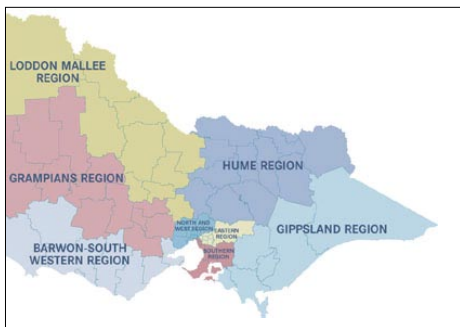 LODDON MALLEE
REGION
HUME REGION
GRAMPIANS REGION
NORTH AND
WEST REGION
EASTERN
REGION
GIPPSLAND REGION
SOUTHERN
REGION
BARWON-SOUTH
WESTERN REGION